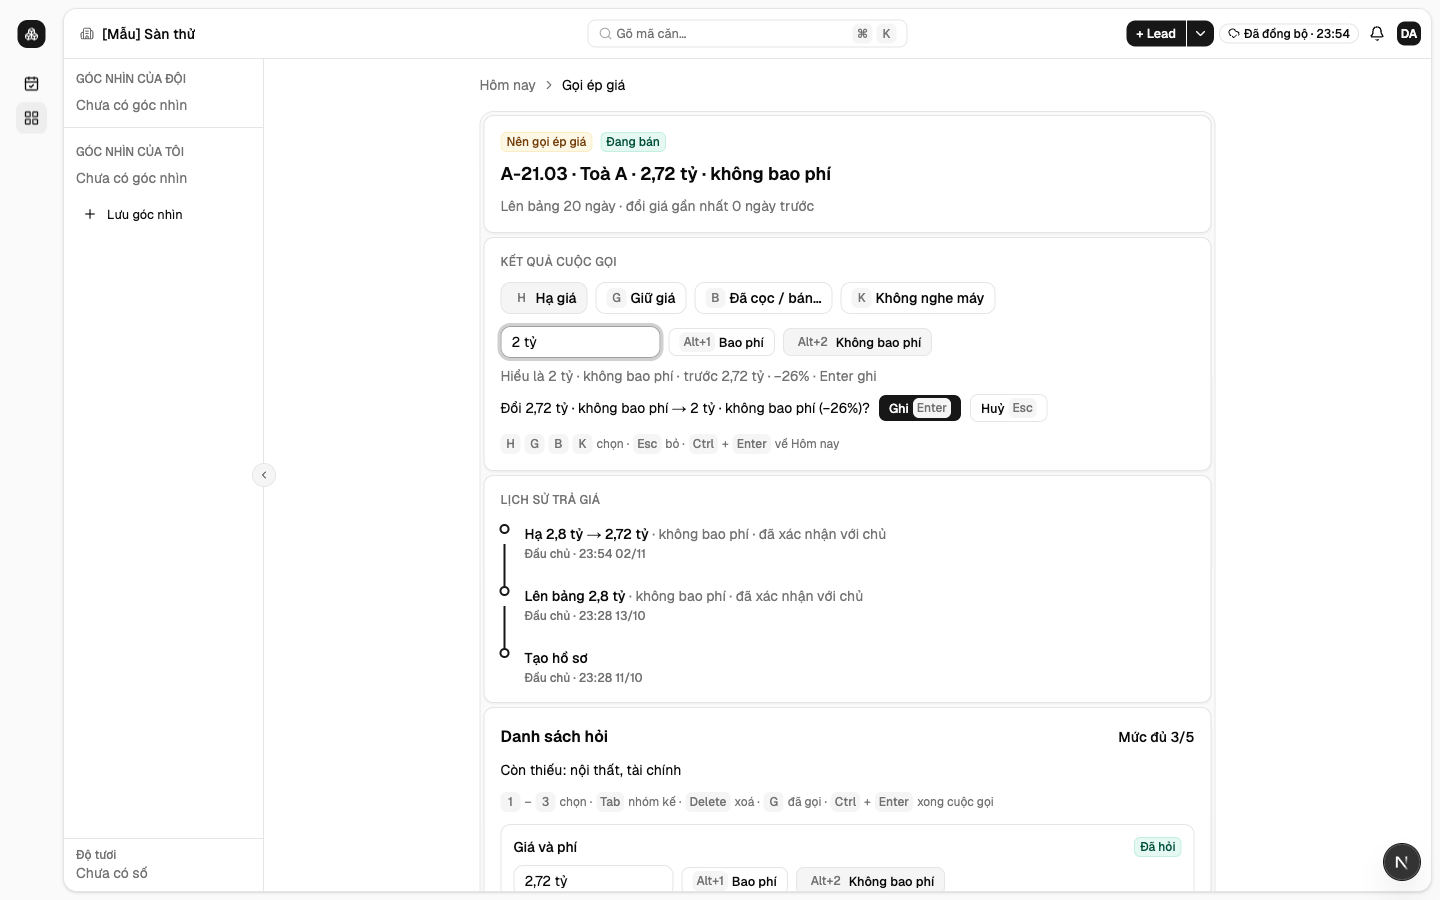 [Mẫu] Sàn thử
Gõ mã căn...
⌘ K
+ Lead
Đã đồng bộ · 23:54
DA
GÓC NHÌN CỦA ĐỘI
Chưa có góc nhìn
GÓC NHÌN CỦA TÔI
Chưa có góc nhìn
+ Lưu góc nhìn
Độ tươi
Chưa có số
Hôm nay > Gọi ép giá
Nên gọi ép giá Đang bán
A-21.03 · Toà A · 2,72 tỷ · không bao phí
Lên bảng 20 ngày · đổi giá gần nhất 0 ngày trước
KẾT QUẢ CUỘC GỌI
H Hạ giá G Giữ giá B Đã cọc / bán... K Không nghe máy
2 tỷ Alt+1 Bao phí Alt+2 Không bao phí
Hiểu là 2 tỷ · không bao phí · trước 2,72 tỷ · −26% · Enter ghi
Đổi 2,72 tỷ · không bao phí → 2 tỷ · không bao phí (−26%)? Ghi Enter Huỷ Esc
H G B K chọn · Esc bỏ · Ctrl + Enter về Hôm nay
LỊCH SỬ TRẢ GIÁ
Hạ 2,8 tỷ → 2,72 tỷ · không bao phí · đã xác nhận với chủ
Đầu chủ · 23:54 02/11
Lên bảng 2,8 tỷ · không bao phí · đã xác nhận với chủ
Đầu chủ · 23:28 13/10
Tạo hồ sơ
Đầu chủ · 23:28 11/10
Danh sách hỏi Mức đủ 3/5
Còn thiếu: nội thất, tài chính
1 – 3 chọn · Tab nhóm kế · Delete xoá · G đã gọi · Ctrl + Enter xong cuộc gọi
Giá và phí Đã hỏi
2,72 tỷ Alt+1 Bao phí Alt+2 Không bao phí
N